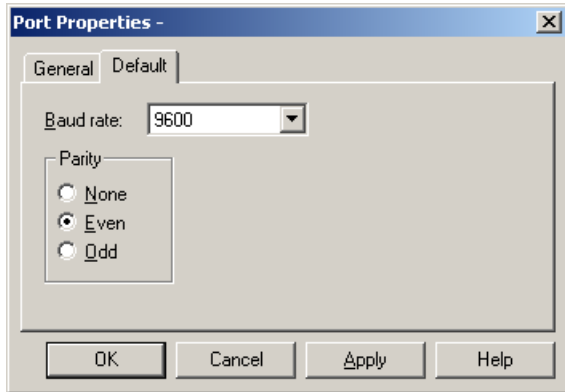 Port Properties -
General Default
Baud rate: 9600
Parity
None
Even
Odd
OK Cancel Apply Help